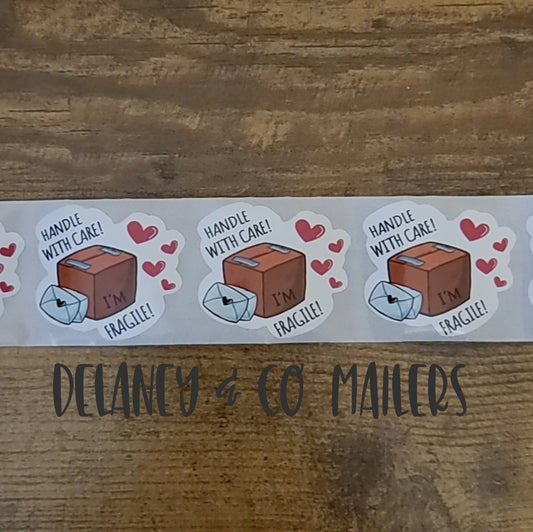 HANDLE
WITH CARE!
I'M
FRAGILE!
HANDLE
WITH CARE!
I'M
FRAGILE!
HANDLE
WITH CARE!
I'M
FRAGILE!
DELANEY & CO. MAILERS